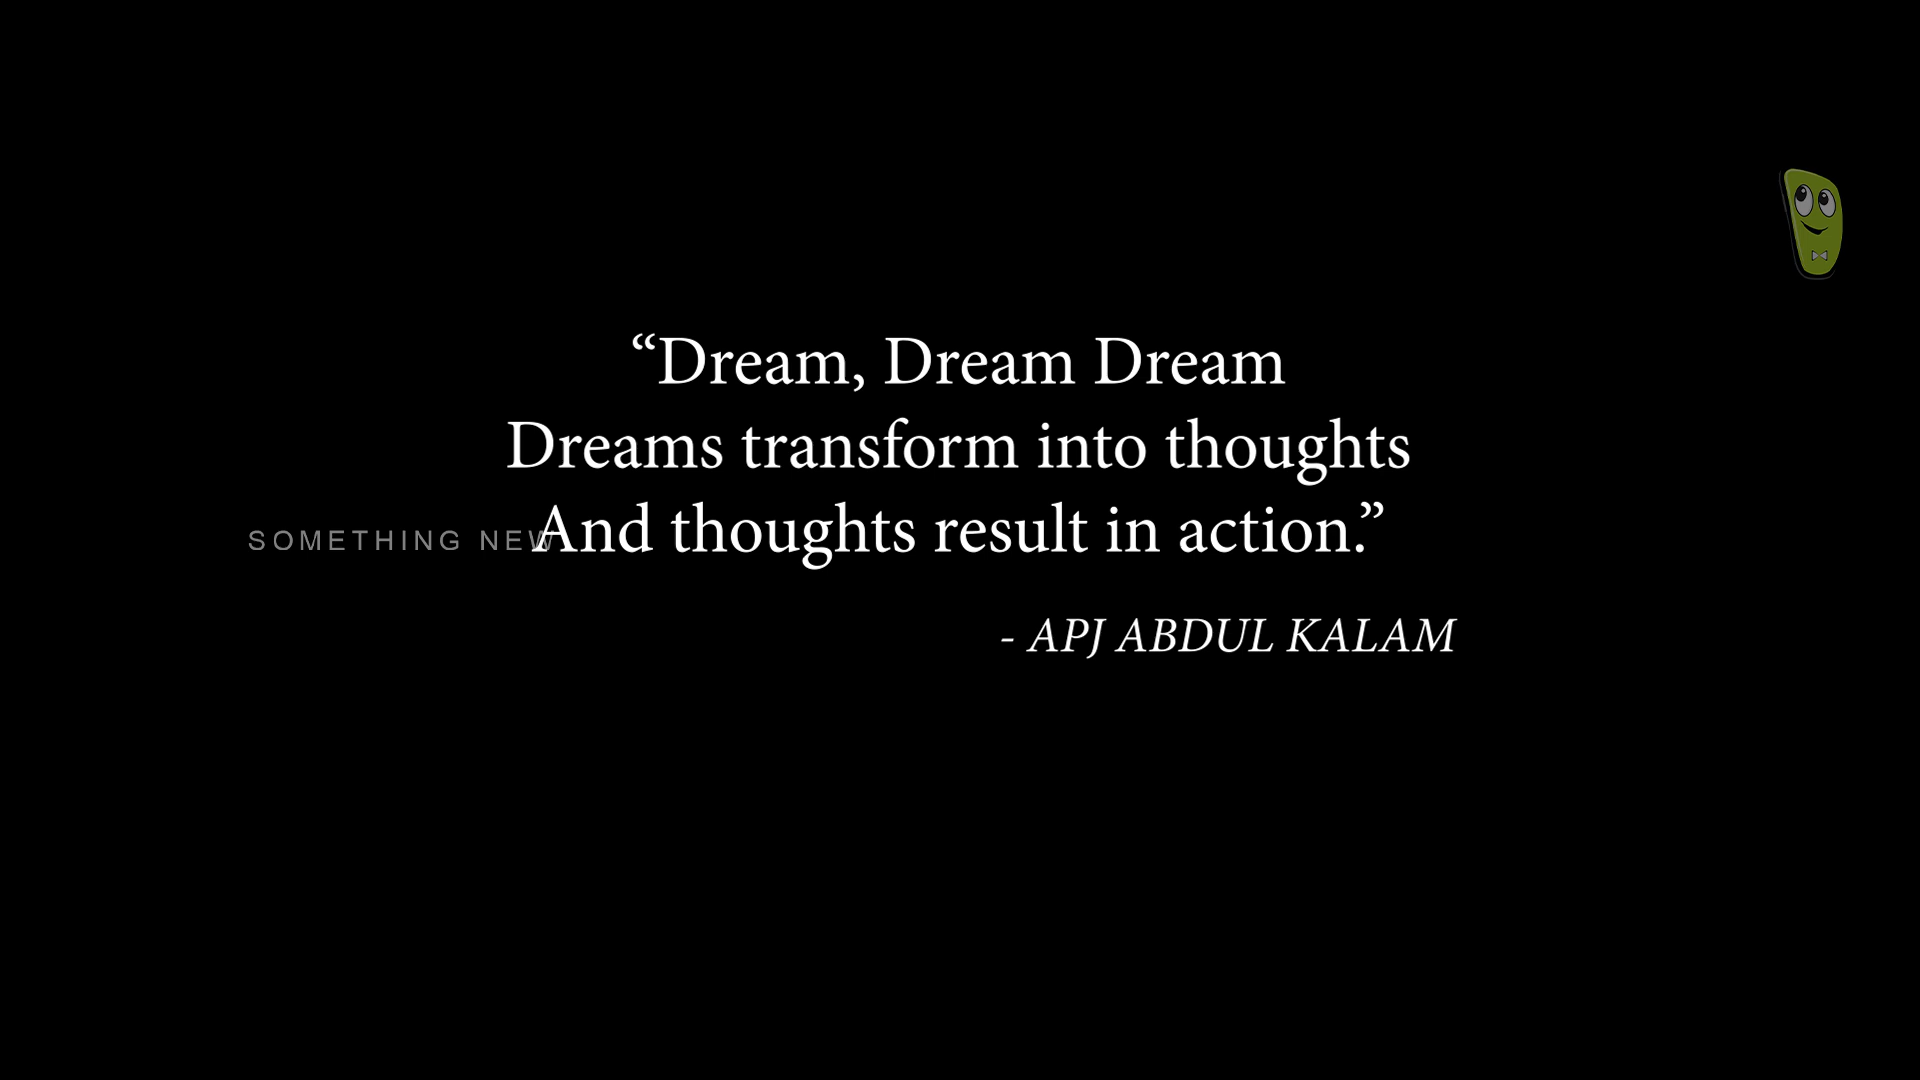 “Dream, Dream Dream
Dreams transform into thoughts
And thoughts result in action.”
SOMETHING NEW
- APJ ABDUL KALAM